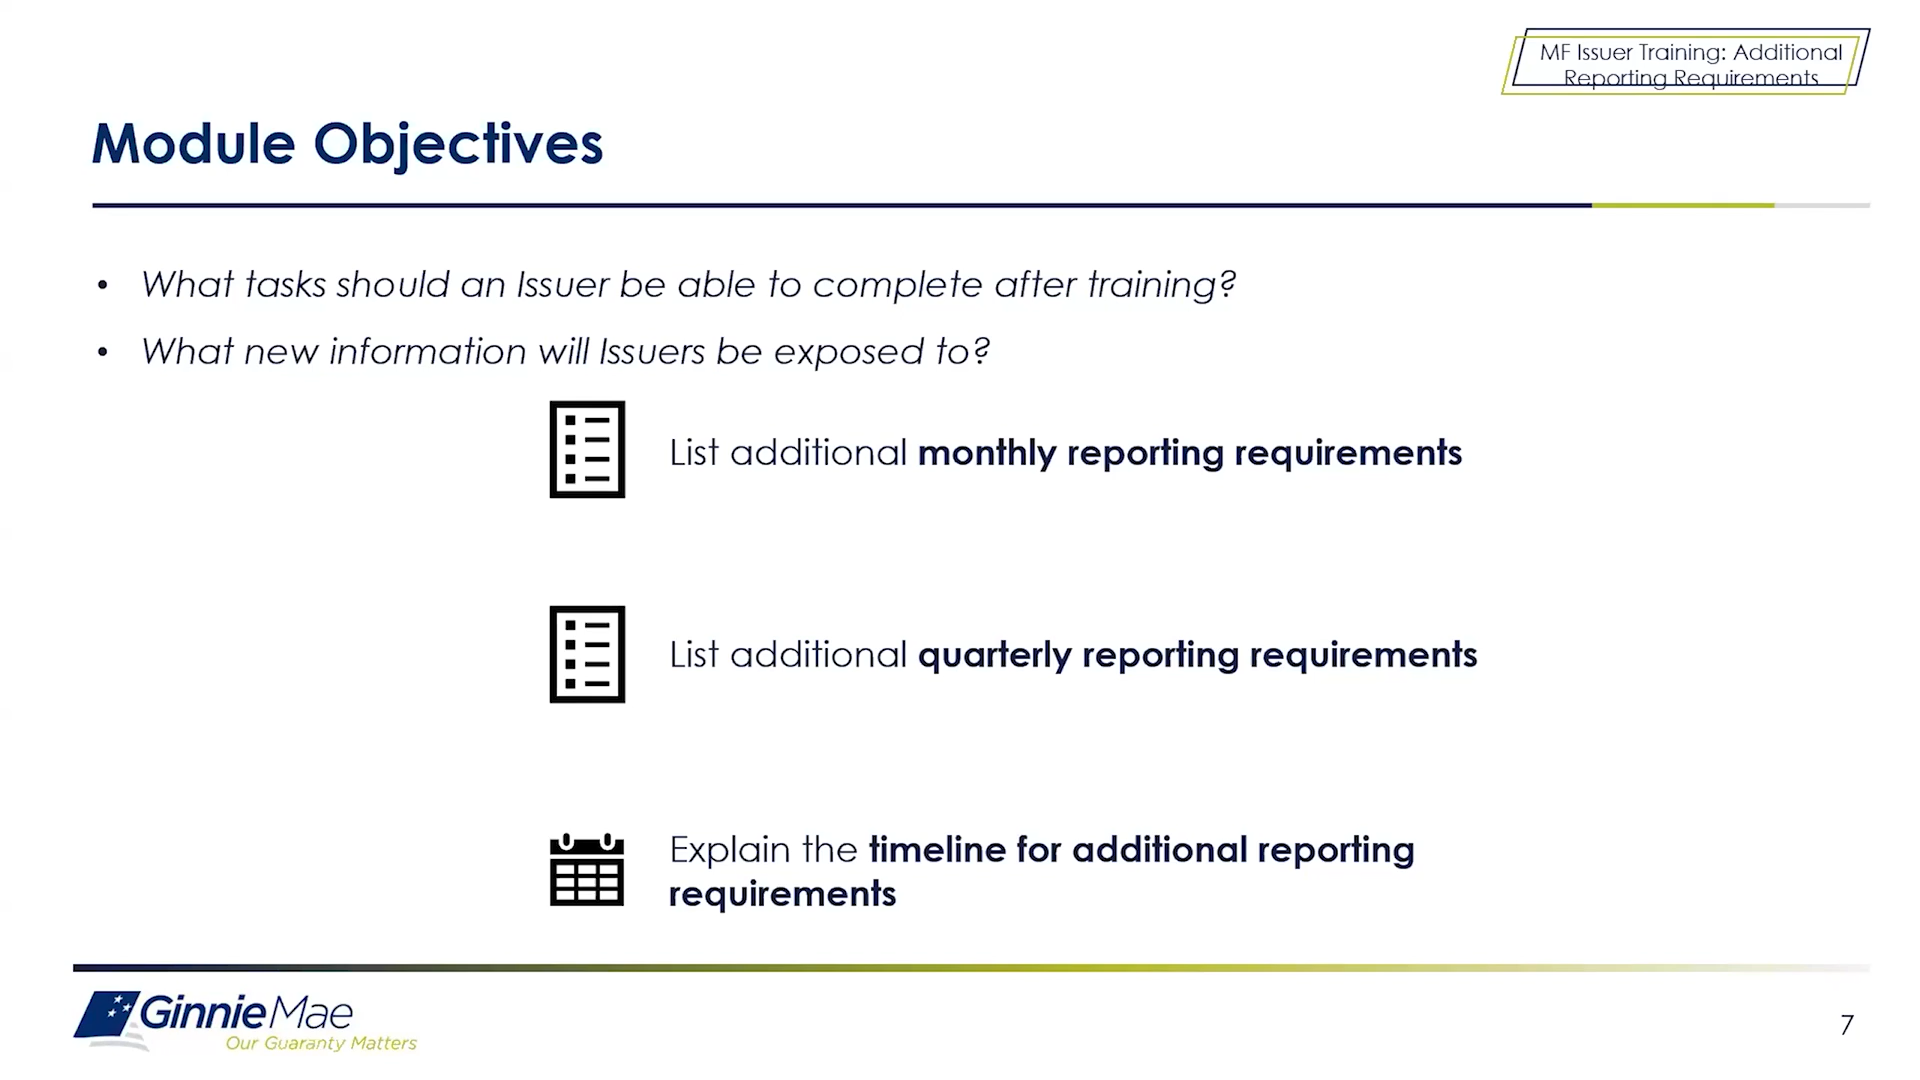 MF Issuer Training: Additional
Reporting Requirements
Module Objectives
• What tasks should an Issuer be able to complete after training?
• What new information will Issuers be exposed to?
List additional monthly reporting requirements
List additional quarterly reporting requirements
Explain the timeline for additional reporting
requirements
GinnieMae
Our Guaranty Matters
7